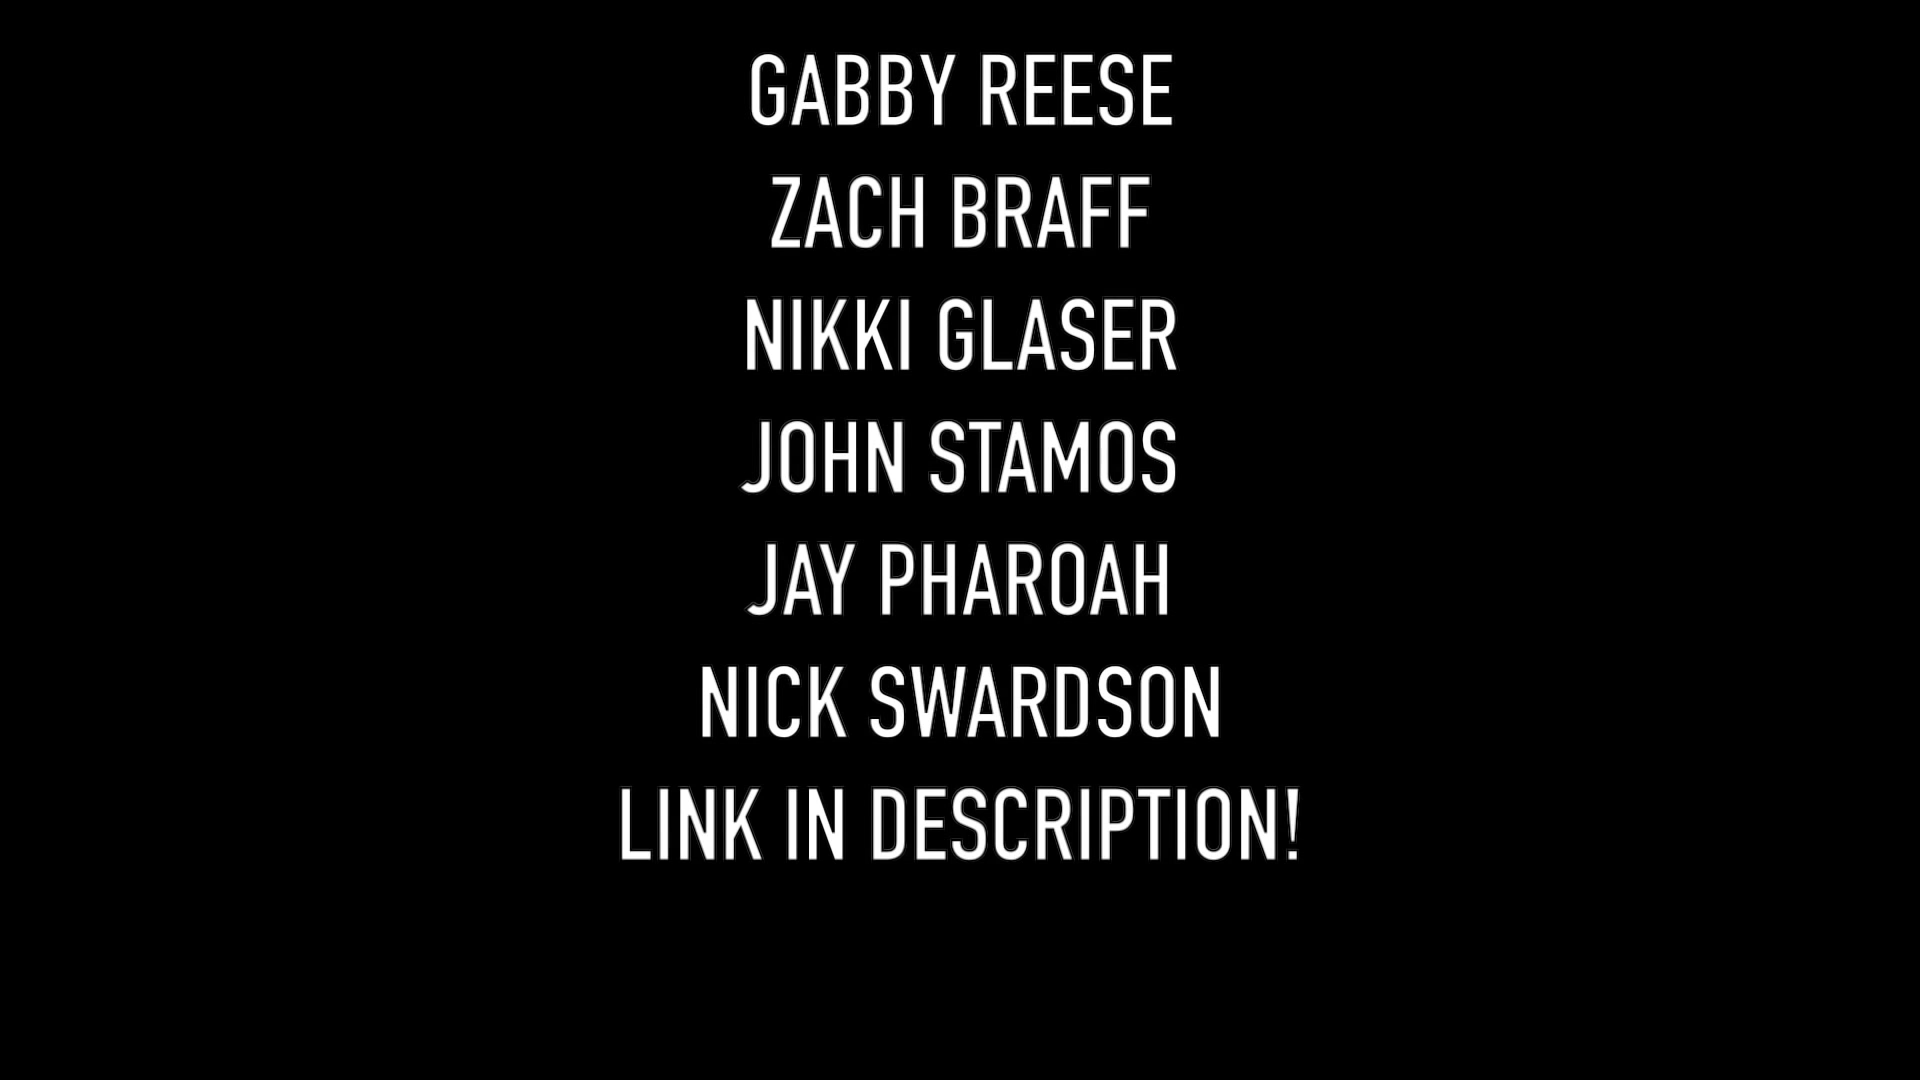 GABBY REESE
ZACH BRAFF
NIKKI GLASER
JOHN STAMOS
JAY PHAROAH
NICK SWARDSON
LINK IN DESCRIPTION!